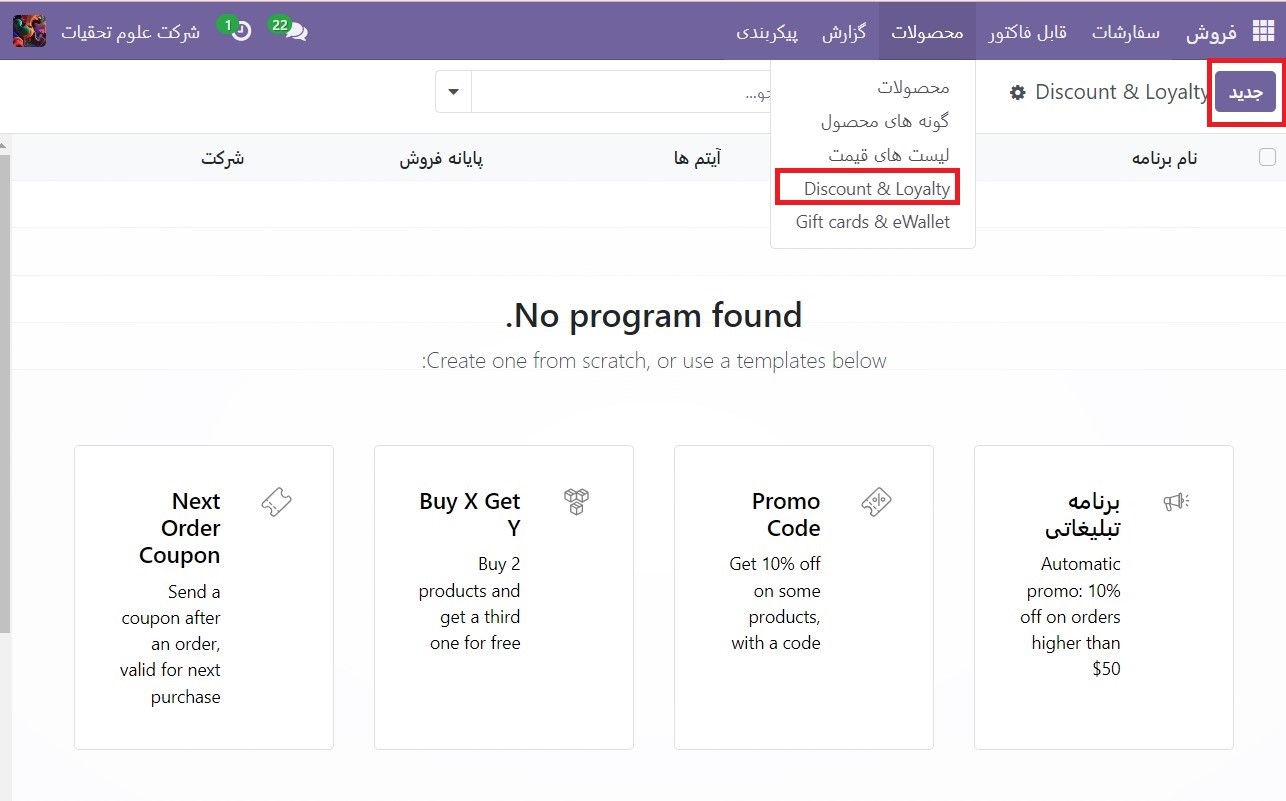 فروش
سفارشات
قابل فاکتور
محصولات
گزارش
پیکربندی
22
1
شرکت علوم تحقیات
جدید
Discount & Loyalty
جو...
محصولات
گونه های محصول
لیست های قیمت
Discount & Loyalty
Gift cards & eWallet
نام برنامه
آیتم ها
پایانه فروش
شرکت
.No program found
:Create one from scratch, or use a templates below
برنامه
تبلیغاتی
Automatic
promo: 10%
off on orders
higher than
$50
Promo
Code
Get 10% off
on some
products,
with a code
Buy X Get
Y
Buy 2
products and
get a third
one for free
Next
Order
Coupon
Send a
coupon after
an order,
valid for next
purchase